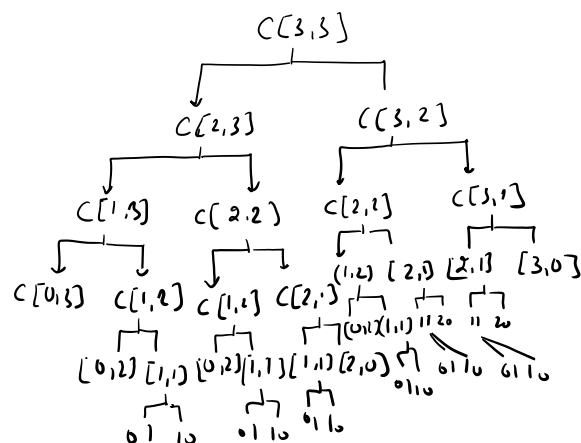 C[3,3]
C[2,3] C[3,2]
C[1,3] C[2,2] C[2,2] C[3,1]
C[0,3] C[1,2] C[1,2] C[2,1] (1,2) [2,1] [2,1] [3,0]
[0,2] (1,1) 11 20 11 20
[0,2] [1,1] [0,2] [1,1] [1,1] [2,0] 01 10 01 10 01 10
01 10 01 10 01 10